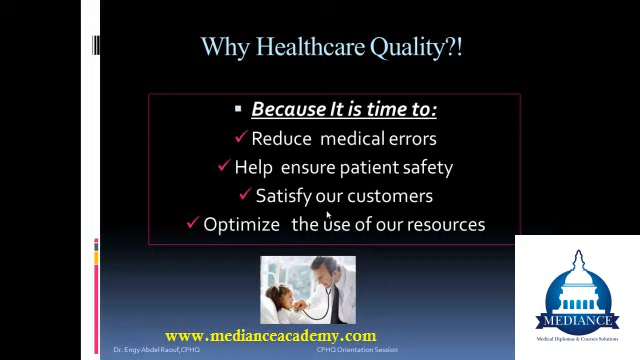 Why Healthcare Quality?!
Because It is time to:
Reduce medical errors
Help ensure patient safety
Satisfy our customers
Optimize the use of our resources
MEDIANCE
Medical Diplomas & Courses Solutions
www.medianceacademy.com
Dr. Engy Abdel Raouf,CPHQ
CPHQ Orientation Session